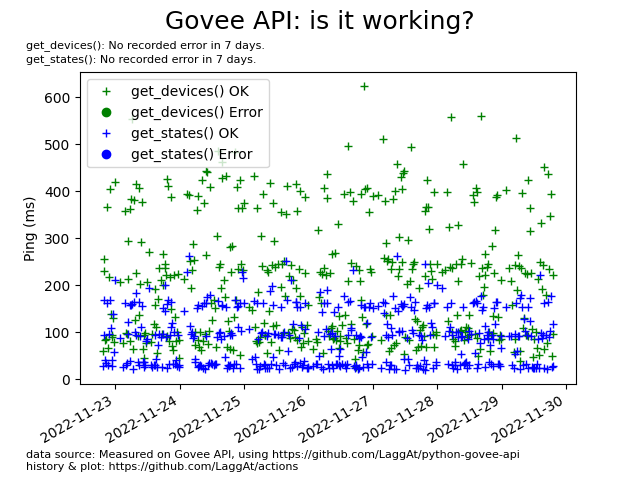 Govee API: is it working?
get_devices(): No recorded error in 7 days.
get_states(): No recorded error in 7 days.
get_devices() OK
get_devices() Error
get_states() OK
get_states() Error
Ping (ms)
600
500
400
300
200
100
0
2022-11-23
2022-11-24
2022-11-25
2022-11-26
2022-11-27
2022-11-28
2022-11-29
2022-11-30
data source: Measured on Govee API, using https://github.com/LaggAt/python-govee-api
history & plot: https://github.com/LaggAt/actions